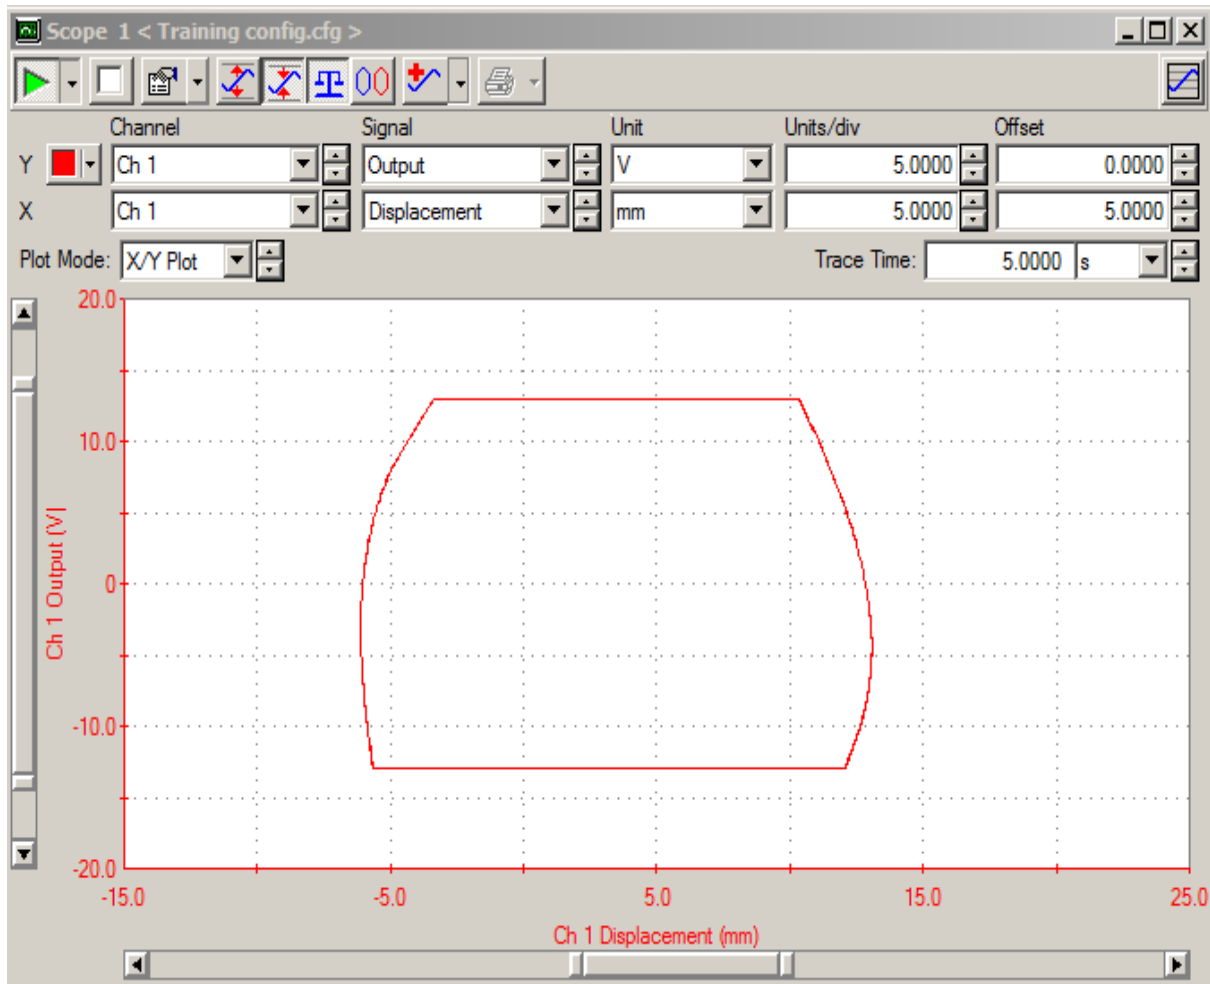 Scope 1 < Training config.cfg >
Channel Signal Unit Units/div Offset
Y Ch 1 Output V 5.0000 0.0000
X Ch 1 Displacement mm 5.0000 5.0000
Plot Mode: X/Y Plot Trace Time: 5.0000 s
20.0
10.0
0
-10.0
-20.0
Ch 1 Output (V)
-15.0 -5.0 5.0 15.0 25.0
Ch 1 Displacement (mm)